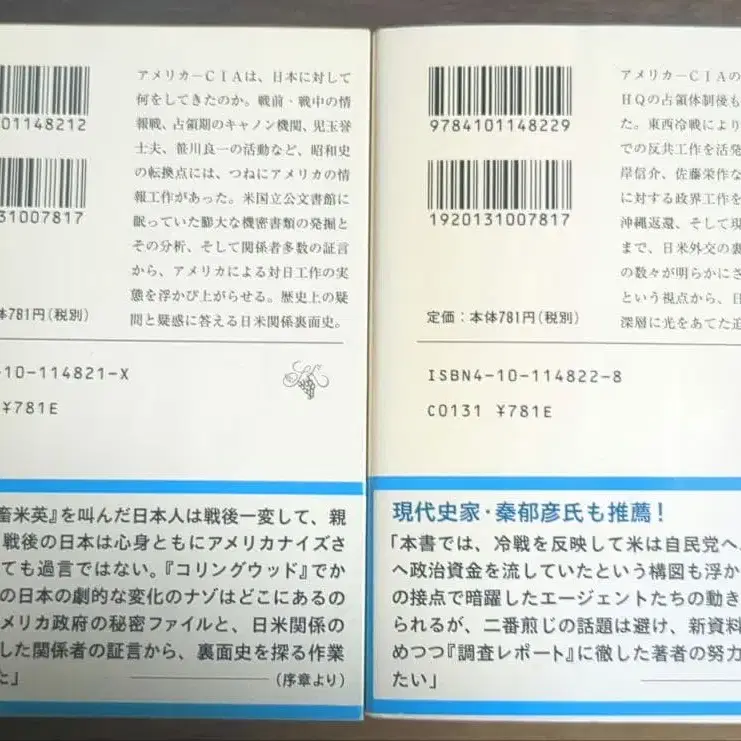 01148212
31007817
アメリカ―ＣＩＡは、日本に対して
何をしてきたのか。戦前・戦中の情
報戦、占領期のキャノン機関、児玉誉
士夫、笹川良一の活動など、昭和史
の転換点には、つねにアメリカの情
報工作があった。米国立公文書館に
眠っていた膨大な機密書類の発掘と
その分析、そして関係者多数の証言
から、アメリカによる対日工作の実
態を浮かび上がらせる。歴史上の疑
問と疑惑に答える日米関係裏面史。
体781円(税別)
-10-114821-X
¥781E
畜米英』を叫んだ日本人は戦後一変して、親
戦後の日本は心身ともにアメリカナイズさ
ても過言ではない。『コリングウッド』でか
の日本の劇的な変化のナゾはどこにあるの
メリカ政府の秘密ファイルと、日米関係の
した関係者の証言から、裏面史を探る作業
た」
(序章より)
9784101148229
1920131007817
アメリカ―ＣＩＡの
ＨＱの占領体制後も
た。東西冷戦により
での反共工作を活発
岸信介、佐藤栄作な
に対する政界工作を
沖縄返還、そして現
まで、日米外交の裏
の数々が明らかにさ
という視点から、日
深層に光をあてた迫
定価：本体781円(税別)
ISBN4-10-114822-8
C0131 ¥781E
現代史家・秦郁彦氏も推薦！
「本書では、冷戦を反映して米は自民党へ、
へ政治資金を流していたという構図も浮か
の接点で暗躍したエージェントたちの動き
られるが、二番煎じの話題は避け、新資料
めつつ『調査レポート』に徹した著者の努力
たい」